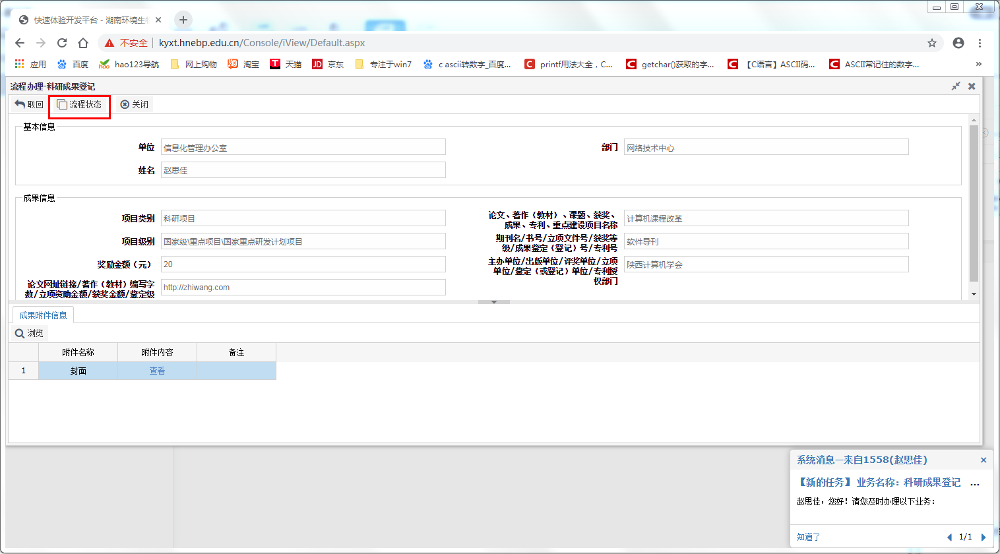 快速体验开发平台 - 湖南环境生
不安全 kyxt.hnebp.edu.cn/Console/iView/Default.aspx
应用 百度 hao123导航 网上购物 淘宝 天猫 京东 专注于win7 c ascii转数字_百度... printf用法大全，C... getchar()获取的字... 【C语言】ASCII码... ASCII常记住的数字... »
流程办理-科研成果登记
取回 流程状态 关闭
基本信息
单位 信息化管理办公室 部门 网络技术中心
姓名 赵思佳
成果信息
项目类别 科研项目 论文、著作（教材）、课题、获奖、成果、专利、重点建设项目名称 计算机课程改革
项目级别 国家级\重点项目\国家重点研发计划项目 期刊名/书号/立项文件号/获奖等级/成果鉴定（登记）号/专利号 软件导刊
奖励金额（元） 20 主办单位/出版单位/评奖单位/立项单位/鉴定（或登记）单位/专利授权部门 陕西计算机学会
论文网址链接/著作（教材）编写字数/立项资助金额/获奖金额/鉴定级 http://zhiwang.com
成果附件信息
浏览
附件名称 附件内容 备注
1 封面 查看
系统消息—来自1558(赵思佳)
【新的任务】 业务名称：科研成果登记 ...
赵思佳，您好！请您及时办理以下业务：
知道了 1/1